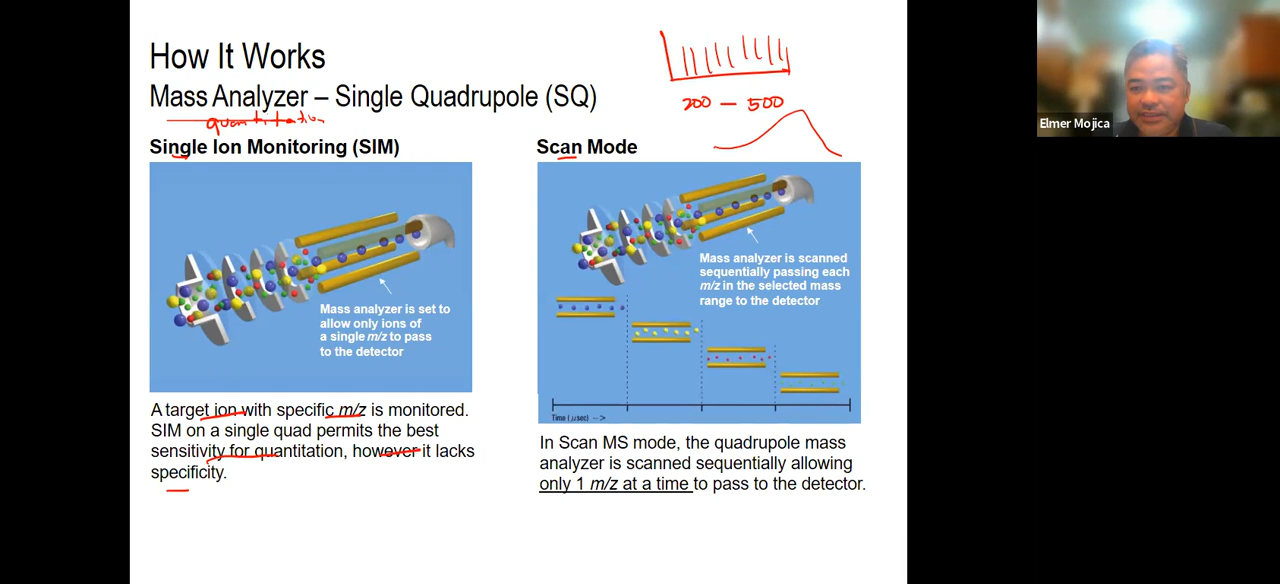 How It Works
Mass Analyzer – Single Quadrupole (SQ)
quantitation
200 – 500
Elmer Mojica
Single Ion Monitoring (SIM)
Mass analyzer is set to
allow only ions of
a single m/z to pass
to the detector
A target ion with specific m/z is monitored.
SIM on a single quad permits the best
sensitivity for quantitation, however it lacks
specificity.
Scan Mode
Mass analyzer is scanned
sequentially passing each
m/z in the selected mass
range to the detector
Time (µsec) -->
In Scan MS mode, the quadrupole mass
analyzer is scanned sequentially allowing
only 1 m/z at a time to pass to the detector.